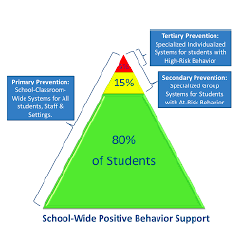 Tertiary Prevention:
Specialized Individualized
Systems for students with
High-Risk Behavior
Primary Prevention:
School-Classroom-
Wide Systems for All
students, Staff &
Settings.
Secondary Prevention:
Specialized Group
Systems for Students
with At-Risk Behavior
15%
80%
of Students
School-Wide Positive Behavior Support